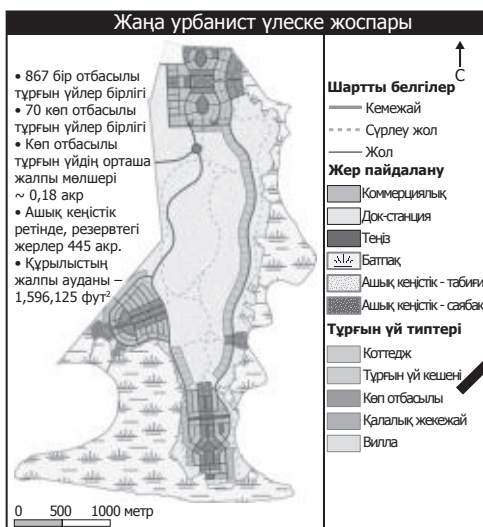 Жаңа урбанист үлеске жоспары
• 867 бір отбасылы
тұрғын үйлер бірлігі
• 70 көп отбасылы
тұрғын үйлер бірлігі
• Көп отбасылы
тұрғын үйдің орташа
жалпы мөлшері
~ 0,18 акр
• Ашық кеңістік
ретінде, резервтегі
жерлер 445 акр.
• Құрылыстың
жалпы ауданы –
1,596,125 фут²
0 500 1000 метр
С
Шартты белгілер
Кемежай
Сүрлеу жол
Жол
Жер пайдалану
Коммерциялық
Док-станция
Теңіз
Батпақ
Ашық кеңістік - табиғи
Ашық кеңістік - саябақ
Тұрғын үй типтері
Коттедж
Тұрғын үй кешені
Көп отбасылы
Қалалық жекежай
Вилла